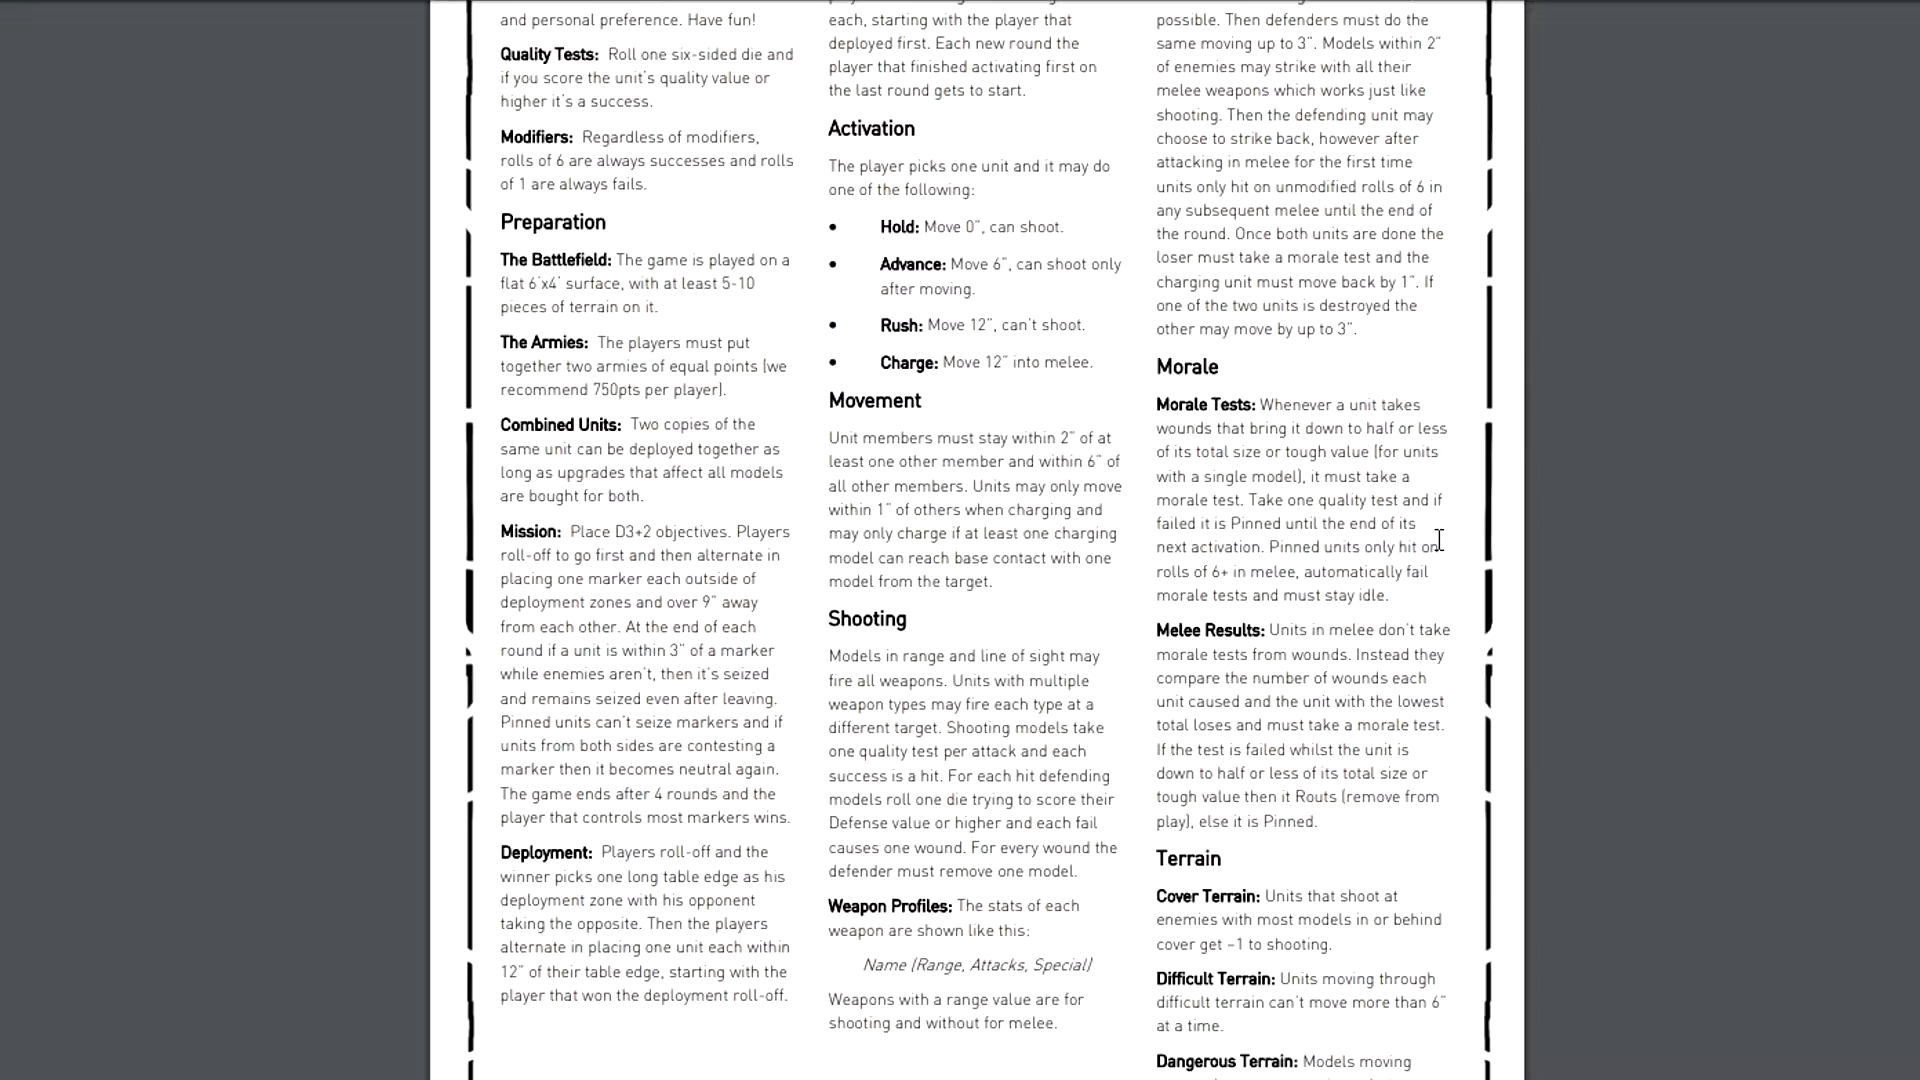 and personal preference. Have fun!
Quality Tests: Roll one six-sided die and
if you score the unit's quality value or
higher it's a success.
Modifiers: Regardless of modifiers,
rolls of 6 are always successes and rolls
of 1 are always fails.
Preparation
The Battlefield: The game is played on a
flat 6'x4' surface, with at least 5-10
pieces of terrain on it.
The Armies: The players must put
together two armies of equal points (we
recommend 750pts per player).
Combined Units: Two copies of the
same unit can be deployed together as
long as upgrades that affect all models
are bought for both.
Mission: Place D3+2 objectives. Players
roll-off to go first and then alternate in
placing one marker each outside of
deployment zones and over 9" away
from each other. At the end of each
round if a unit is within 3" of a marker
while enemies aren't, then it's seized
and remains seized even after leaving.
Pinned units can't seize markers and if
units from both sides are contesting a
marker then it becomes neutral again.
The game ends after 4 rounds and the
player that controls most markers wins.
Deployment: Players roll-off and the
winner picks one long table edge as his
deployment zone with his opponent
taking the opposite. Then the players
alternate in placing one unit each within
12" of their table edge, starting with the
player that won the deployment roll-off.
each, starting with the player that
deployed first. Each new round the
player that finished activating first on
the last round gets to start.
Activation
The player picks one unit and it may do
one of the following:
• Hold: Move 0", can shoot.
• Advance: Move 6", can shoot only
after moving.
• Rush: Move 12", can't shoot.
• Charge: Move 12" into melee.
Movement
Unit members must stay within 2" of at
least one other member and within 6" of
all other members. Units may only move
within 1" of others when charging and
may only charge if at least one charging
model can reach base contact with one
model from the target.
Shooting
Models in range and line of sight may
fire all weapons. Units with multiple
weapon types may fire each type at a
different target. Shooting models take
one quality test per attack and each
success is a hit. For each hit defending
models roll one die trying to score their
Defense value or higher and each fail
causes one wound. For every wound the
defender must remove one model.
Weapon Profiles: The stats of each
weapon are shown like this:
Name (Range, Attacks, Special)
Weapons with a range value are for
shooting and without for melee.
possible. Then defenders must do the
same moving up to 3". Models within 2"
of enemies may strike with all their
melee weapons which works just like
shooting. Then the defending unit may
choose to strike back, however after
attacking in melee for the first time
units only hit on unmodified rolls of 6 in
any subsequent melee until the end of
the round. Once both units are done the
loser must take a morale test and the
charging unit must move back by 1". If
one of the two units is destroyed the
other may move by up to 3".
Morale
Morale Tests: Whenever a unit takes
wounds that bring it down to half or less
of its total size or tough value (for units
with a single model), it must take a
morale test. Take one quality test and if
failed it is Pinned until the end of its
next activation. Pinned units only hit on
rolls of 6+ in melee, automatically fail
morale tests and must stay idle.
Melee Results: Units in melee don't take
morale tests from wounds. Instead they
compare the number of wounds each
unit caused and the unit with the lowest
total loses and must take a morale test.
If the test is failed whilst the unit is
down to half or less of its total size or
tough value then it Routs (remove from
play), else it is Pinned.
Terrain
Cover Terrain: Units that shoot at
enemies with most models in or behind
cover get -1 to shooting.
Difficult Terrain: Units moving through
difficult terrain can't move more than 6"
at a time.
Dangerous Terrain: Models moving